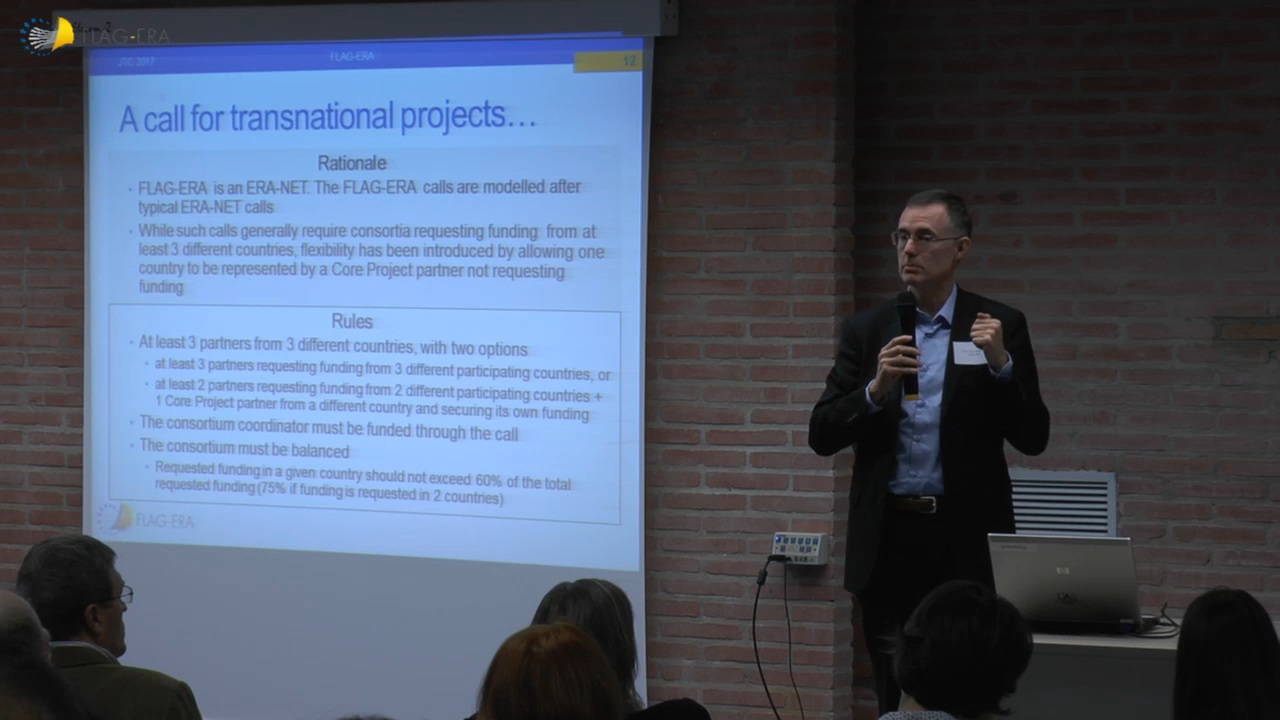 FLAG-ERA
JTC 2017
FLAG-ERA
12
A call for transnational projects…
Rationale
FLAG-ERA is an ERA-NET. The FLAG-ERA calls are modelled after
typical ERA-NET calls
While such calls generally require consortia requesting funding from at
least 3 different countries, flexibility has been introduced by allowing one
country to be represented by a Core Project partner not requesting
funding
Rules
At least 3 partners from 3 different countries, with two options
at least 3 partners requesting funding from 3 different participating countries, or
at least 2 partners requesting funding from 2 different participating countries +
1 Core Project partner from a different country and securing its own funding
The consortium coordinator must be funded through the call
The consortium must be balanced
Requested funding in a given country should not exceed 60% of the total
requested funding (75% if funding is requested in 2 countries)
FLAG-ERA
hp